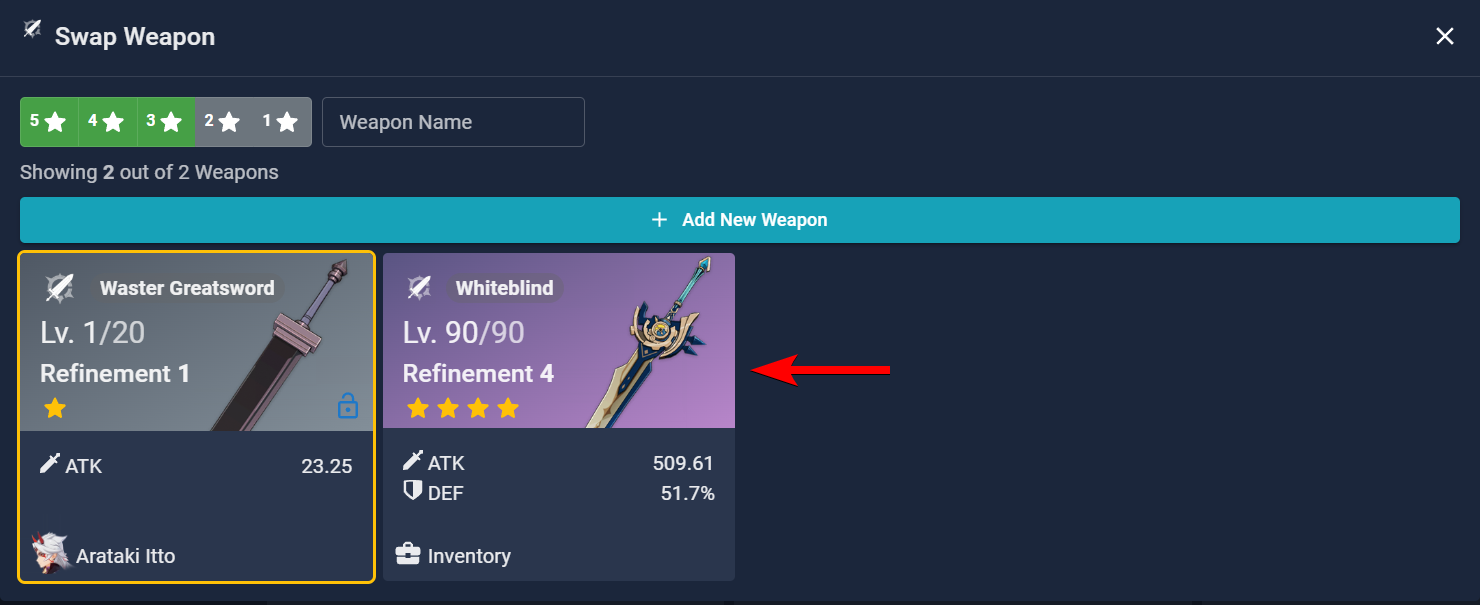 Swap Weapon
5 4 3 2 1
Weapon Name
Showing 2 out of 2 Weapons
+ Add New Weapon
Waster Greatsword
Lv. 1/20
Refinement 1
ATK 23.25
Arataki Itto
Whiteblind
Lv. 90/90
Refinement 4
ATK 509.61
DEF 51.7%
Inventory